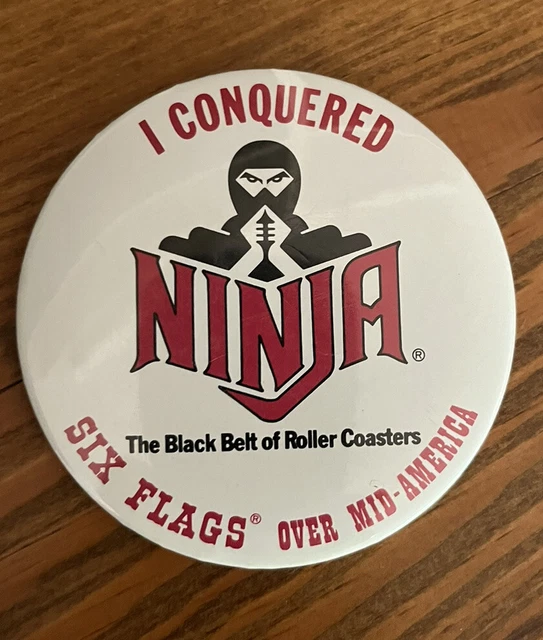 I CONQUERED
NINJA®
The Black Belt of Roller Coasters
SIX FLAGS® OVER MID-AMERICA